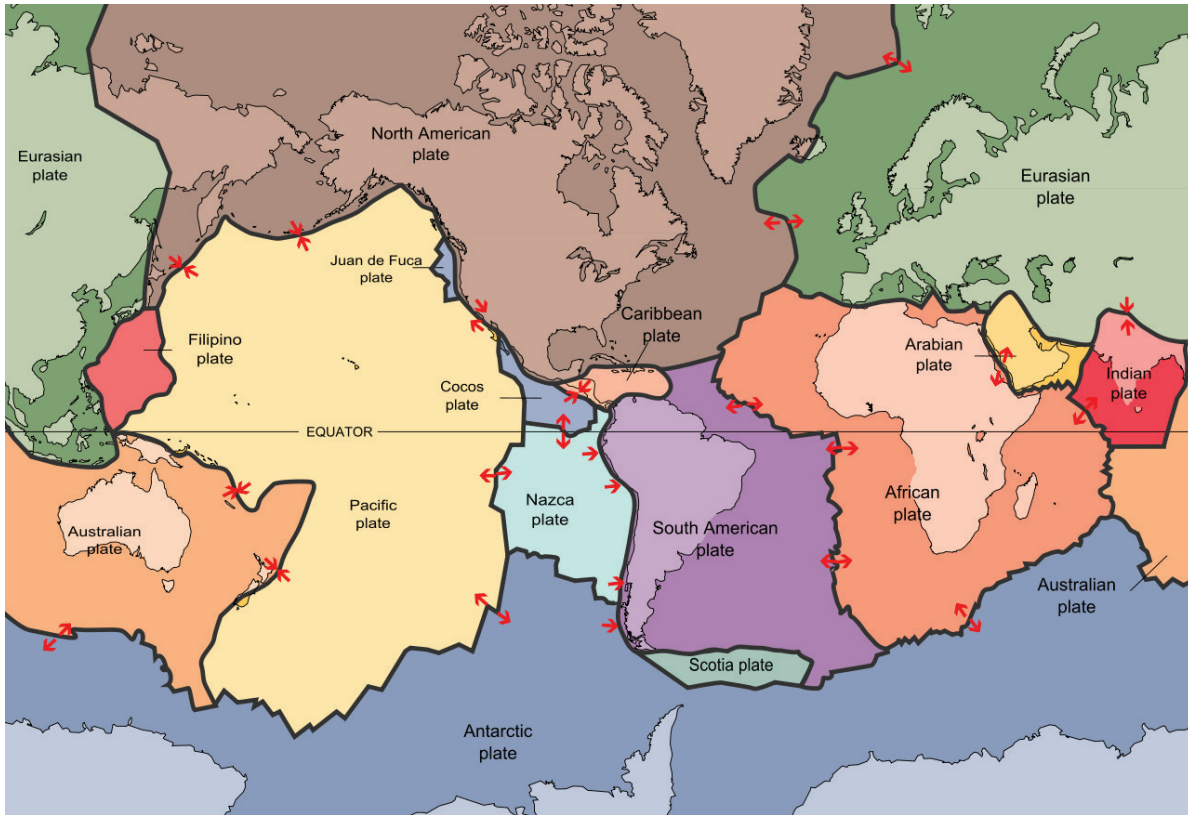 North American
plate
Eurasian
plate
Eurasian
plate
Juan de Fuca
plate
Caribbean
plate
Filipino
plate
Arabian
plate
Indian
plate
Cocos
plate
EQUATOR
Nazca
plate
African
plate
Pacific
plate
South American
plate
Australian
plate
Australian
plate
Scotia plate
Antarctic
plate